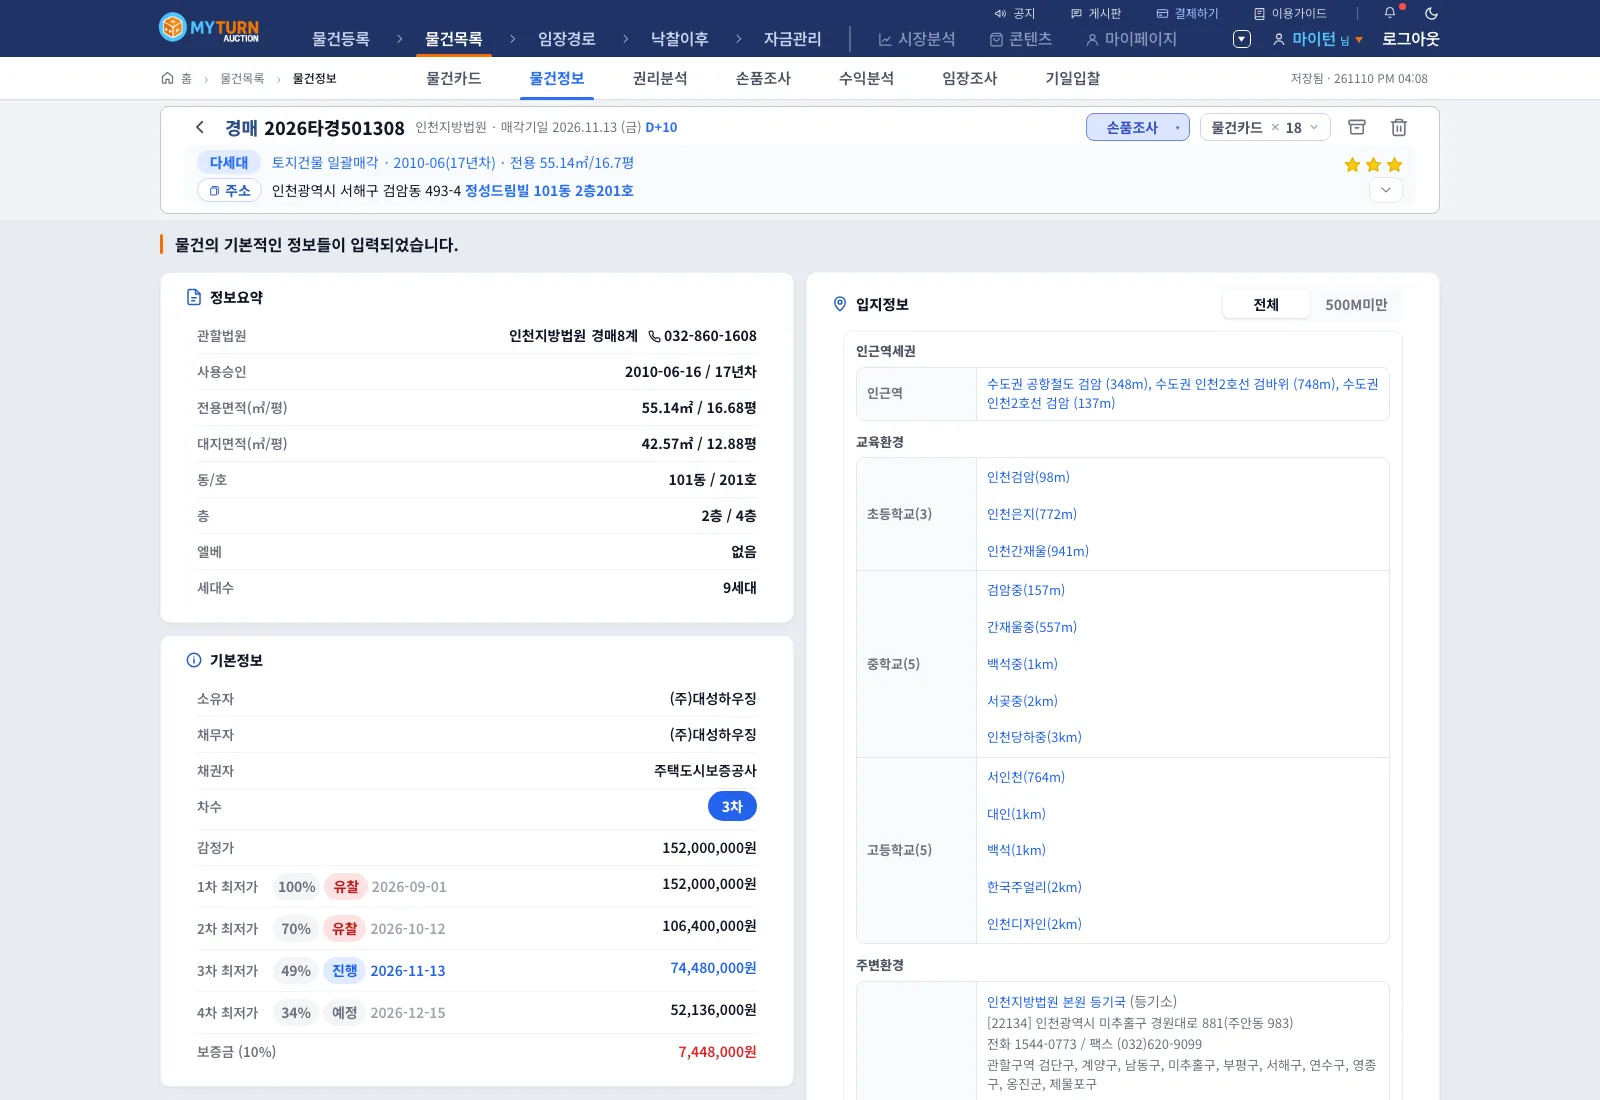 공지 게시판 결제하기 이용가이드
MYTURN AUCTION
물건등록 > 물건목록 > 임장경로 > 낙찰이후 > 자금관리 시장분석 콘텐츠 마이페이지 마이턴 님 로그아웃
홈 > 물건목록 > 물건정보
물건카드 물건정보 권리분석 손품조사 수익분석 임장조사 기일입찰
저장됨 · 261110 PM 04:08
경매 2026타경501308 인천지방법원 · 매각기일 2026.11.13 (금) D+10
손품조사 물건카드 × 18
다세대 토지건물 일괄매각 · 2010-06(17년차) · 전용 55.14㎡/16.7평
주소 인천광역시 서해구 검암동 493-4 정성드림빌 101동 2층201호
물건의 기본적인 정보들이 입력되었습니다.
정보요약
관할법원 인천지방법원 경매8계 032-860-1608
사용승인 2010-06-16 / 17년차
전용면적(㎡/평) 55.14㎡ / 16.68평
대지면적(㎡/평) 42.57㎡ / 12.88평
동/호 101동 / 201호
층 2층 / 4층
엘베 없음
세대수 9세대
기본정보
소유자 (주)대성하우징
채무자 (주)대성하우징
채권자 주택도시보증공사
차수 3차
감정가 152,000,000원
1차 최저가 100% 유찰 2026-09-01 152,000,000원
2차 최저가 70% 유찰 2026-10-12 106,400,000원
3차 최저가 49% 진행 2026-11-13 74,480,000원
4차 최저가 34% 예정 2026-12-15 52,136,000원
보증금 (10%) 7,448,000원
입지정보
전체 500M미만
인근역세권
인근역
수도권 공항철도 검암 (348m), 수도권 인천2호선 검바위 (748m), 수도권
인천2호선 검암 (137m)
교육환경
초등학교(3)
인천검암(98m)
인천은지(772m)
인천간재울(941m)
중학교(5)
검암중(157m)
간재울중(557m)
백석중(1km)
서곶중(2km)
인천당하중(3km)
고등학교(5)
서인천(764m)
대인(1km)
백석(1km)
한국주얼리(2km)
인천디자인(2km)
주변환경
인천지방법원 본원 등기국 (등기소)
[22134] 인천광역시 미추홀구 경원대로 881(주안동 983)
전화 1544-0773 / 팩스 (032)620-9099
관할구역 검단구, 계양구, 남동구, 미추홀구, 부평구, 서해구, 연수구, 영종
구, 옹진군, 제물포구